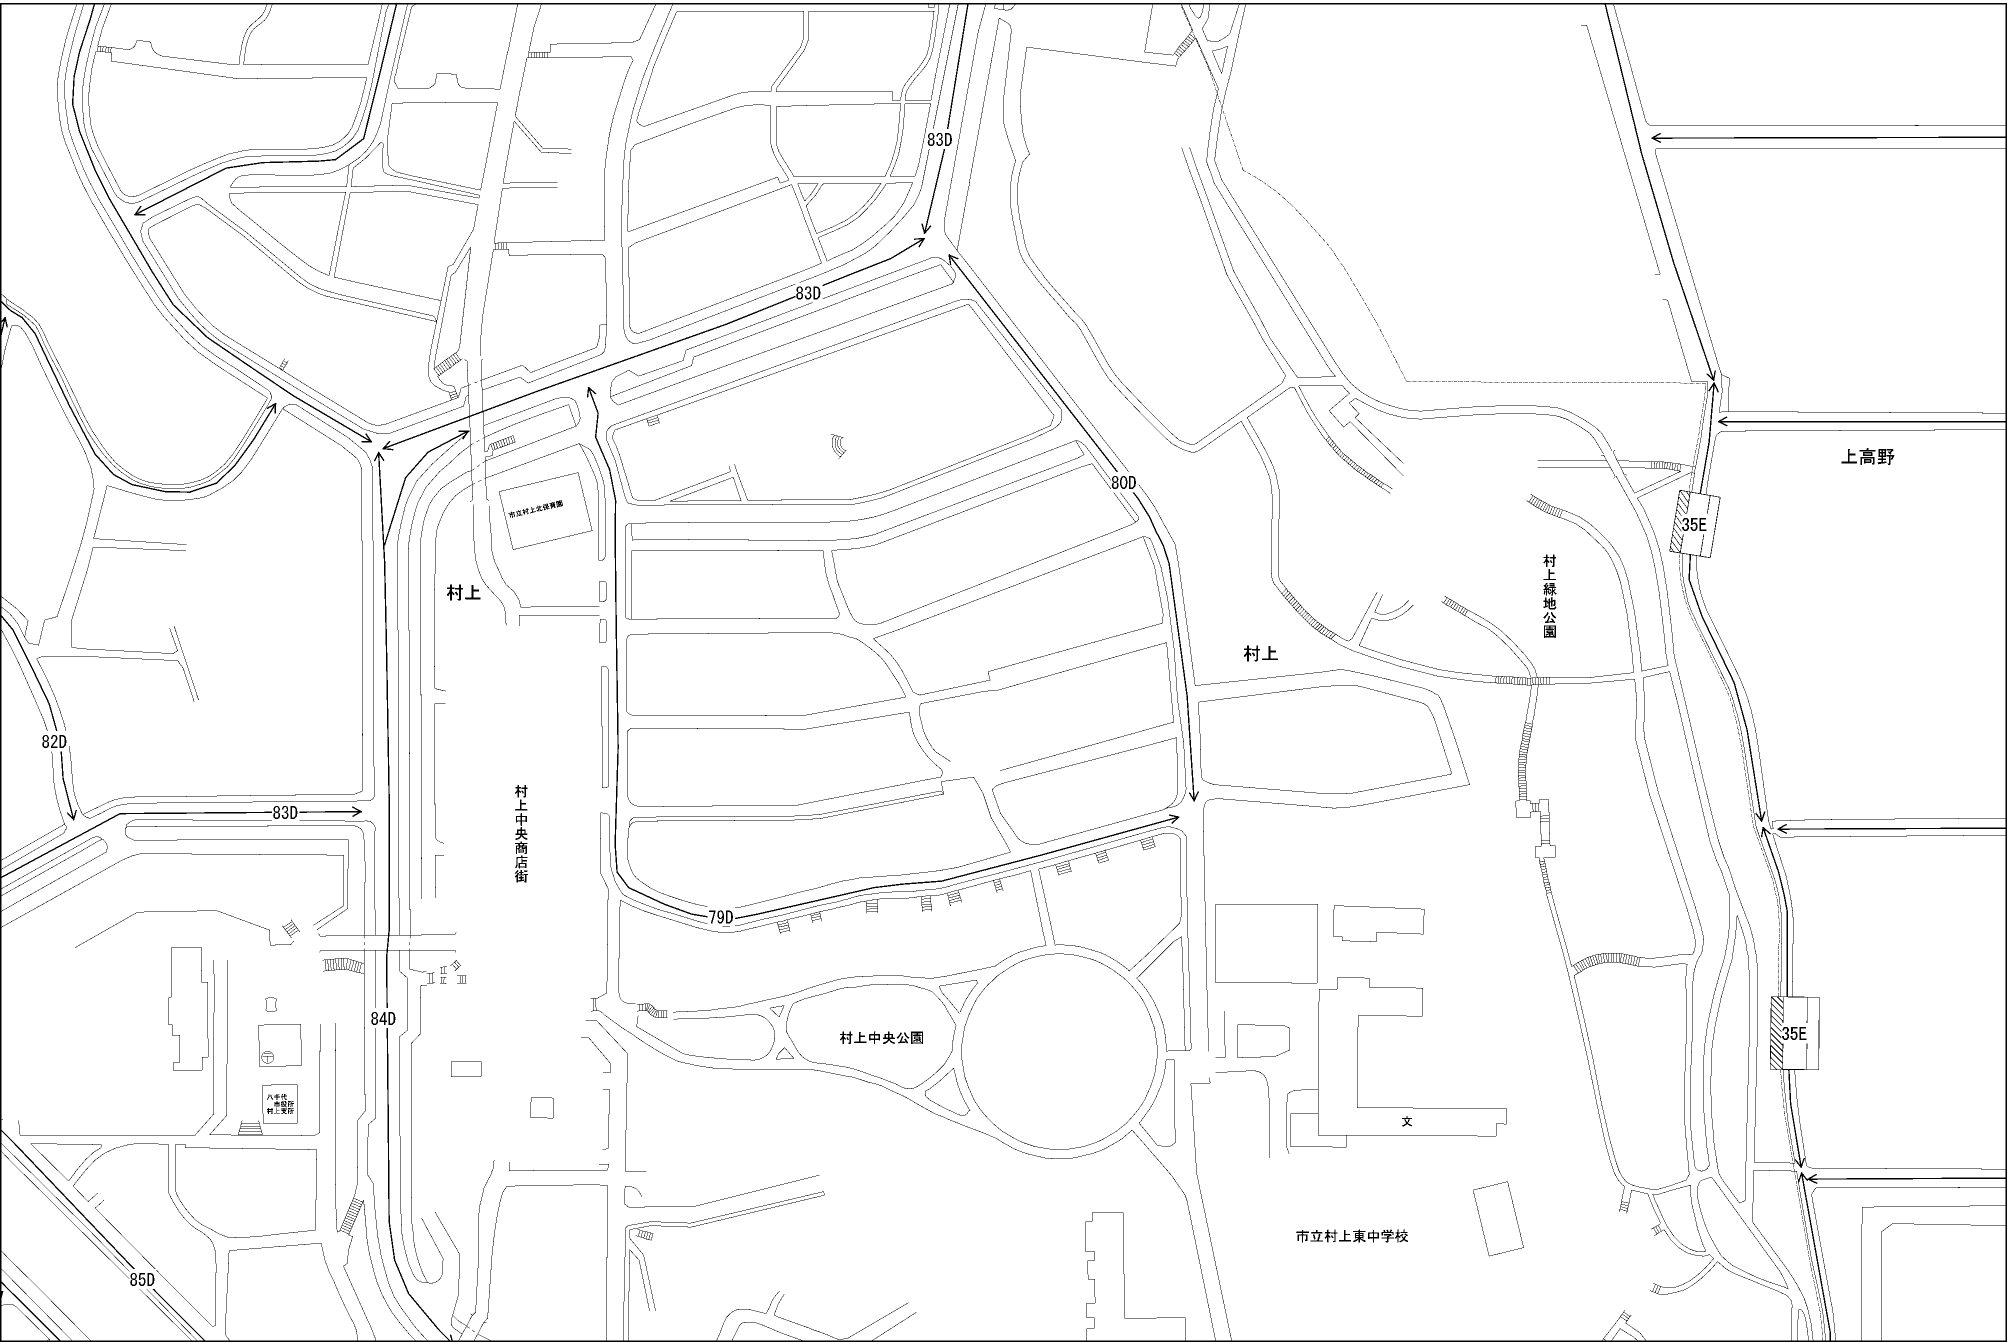 83D
83D
上高野
80D
市立村上北保育園
35E
村上
村上緑地公園
村上
82D
83D
村上中央商店街
79D
84D
35E
村上中央公園
八千代
市役所
村上支所
文
市立村上東中学校
85D